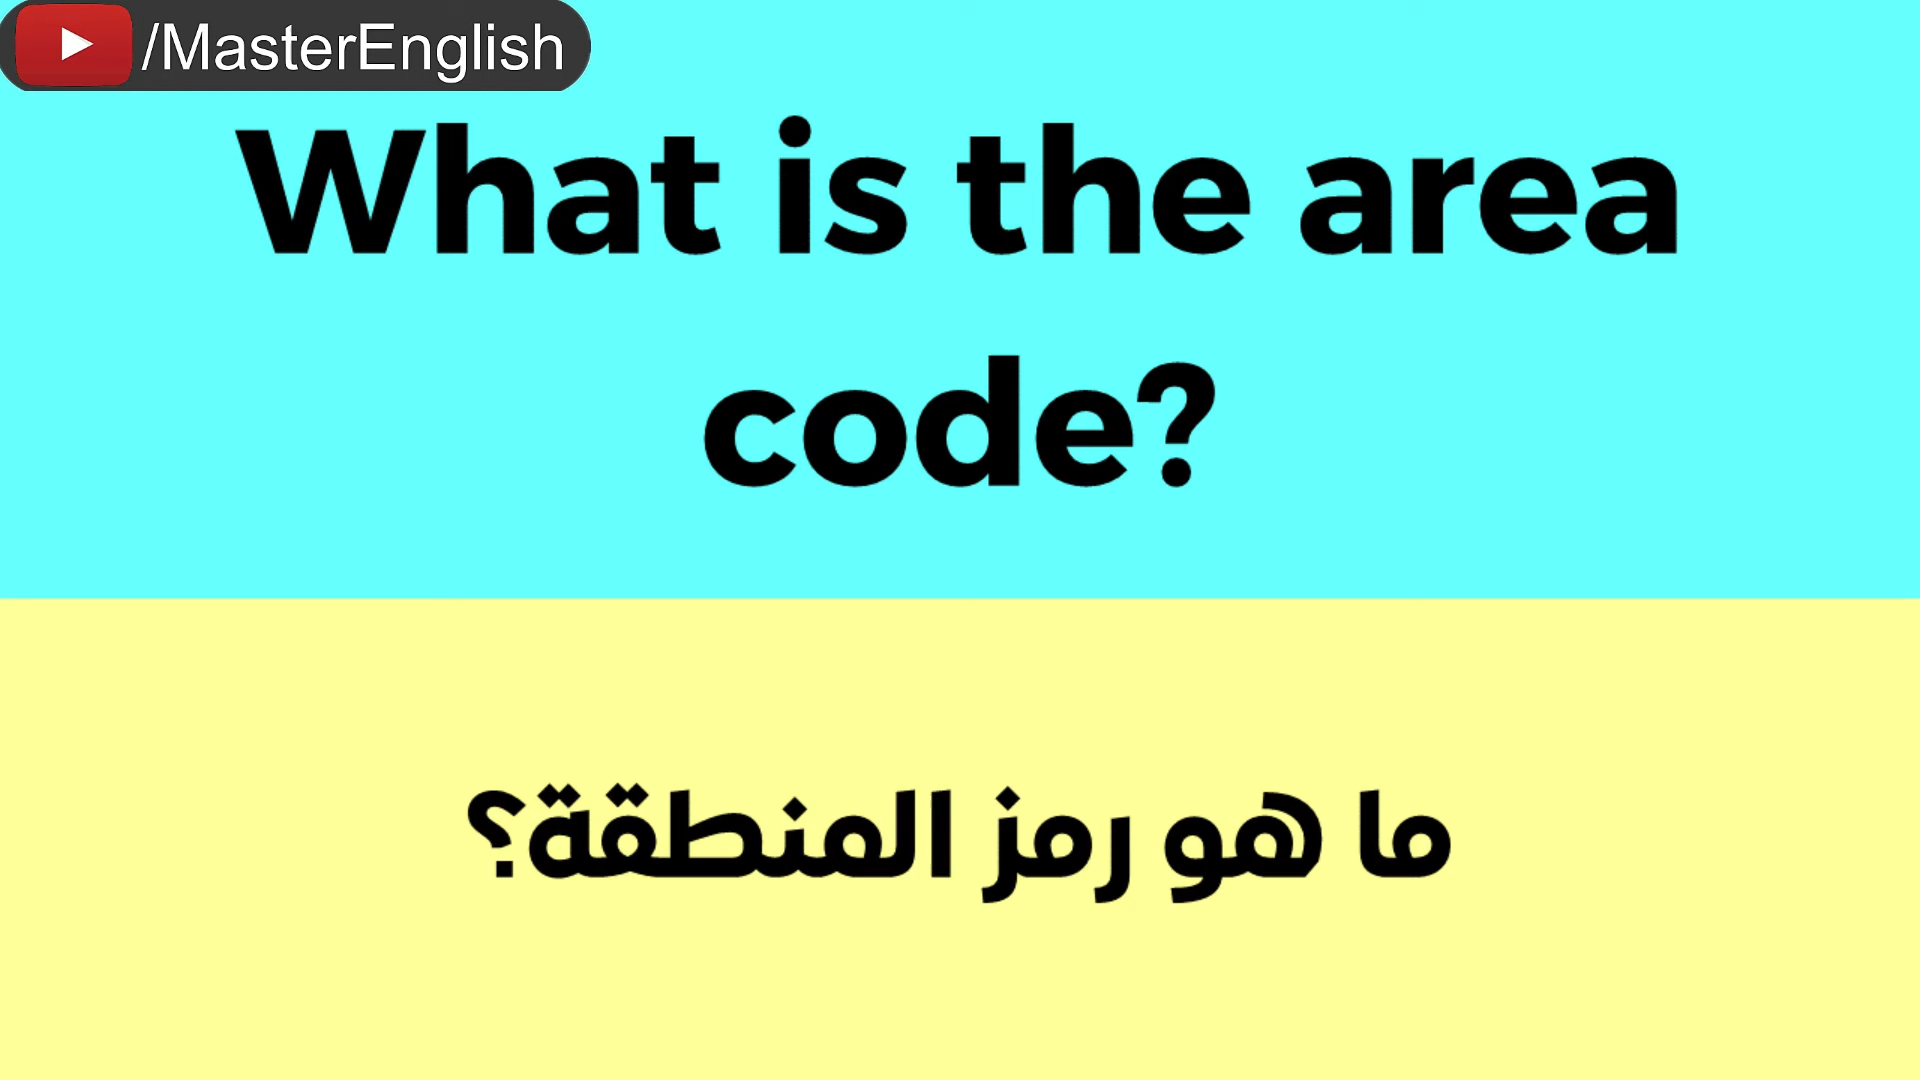 /MasterEnglish
What is the area
code?
ما هو رمز المنطقة؟